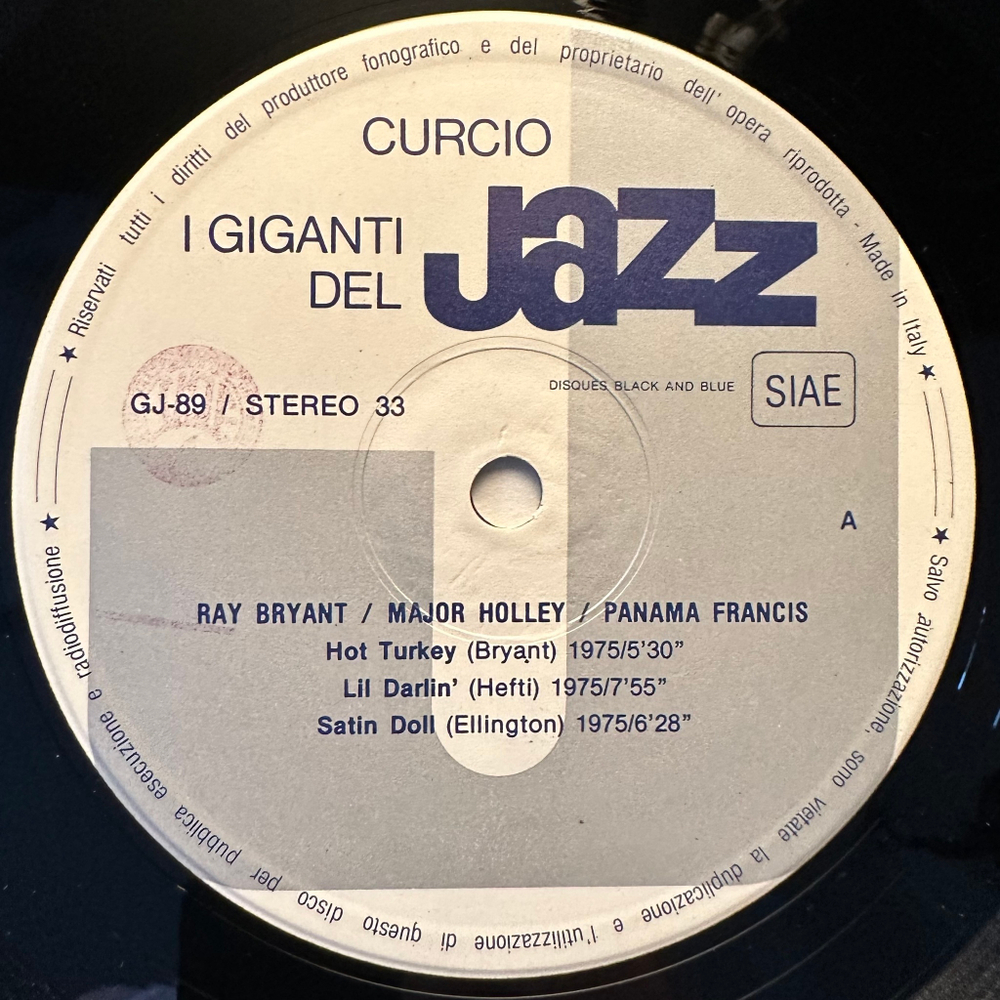 ★ Riservati tutti i diritti del produttore fonografico e del proprietario dell' opera riprodotta - Made in Italy ★
CURCIO
I GIGANTI
DEL
Jazz
DISQUES BLACK AND BLUE
SIAE
GJ-89 / STEREO 33
A
RAY BRYANT / MAJOR HOLLEY / PANAMA FRANCIS
Hot Turkey (Bryant) 1975/5'30”
Lil Darlin’ (Hefti) 1975/7’55”
Satin Doll (Ellington) 1975/6’28”
★ Salvo autorizzazione, sono vietate la duplicazione e l'utilizzazione di questo disco per pubblica esecuzione e radiodiffusione ★